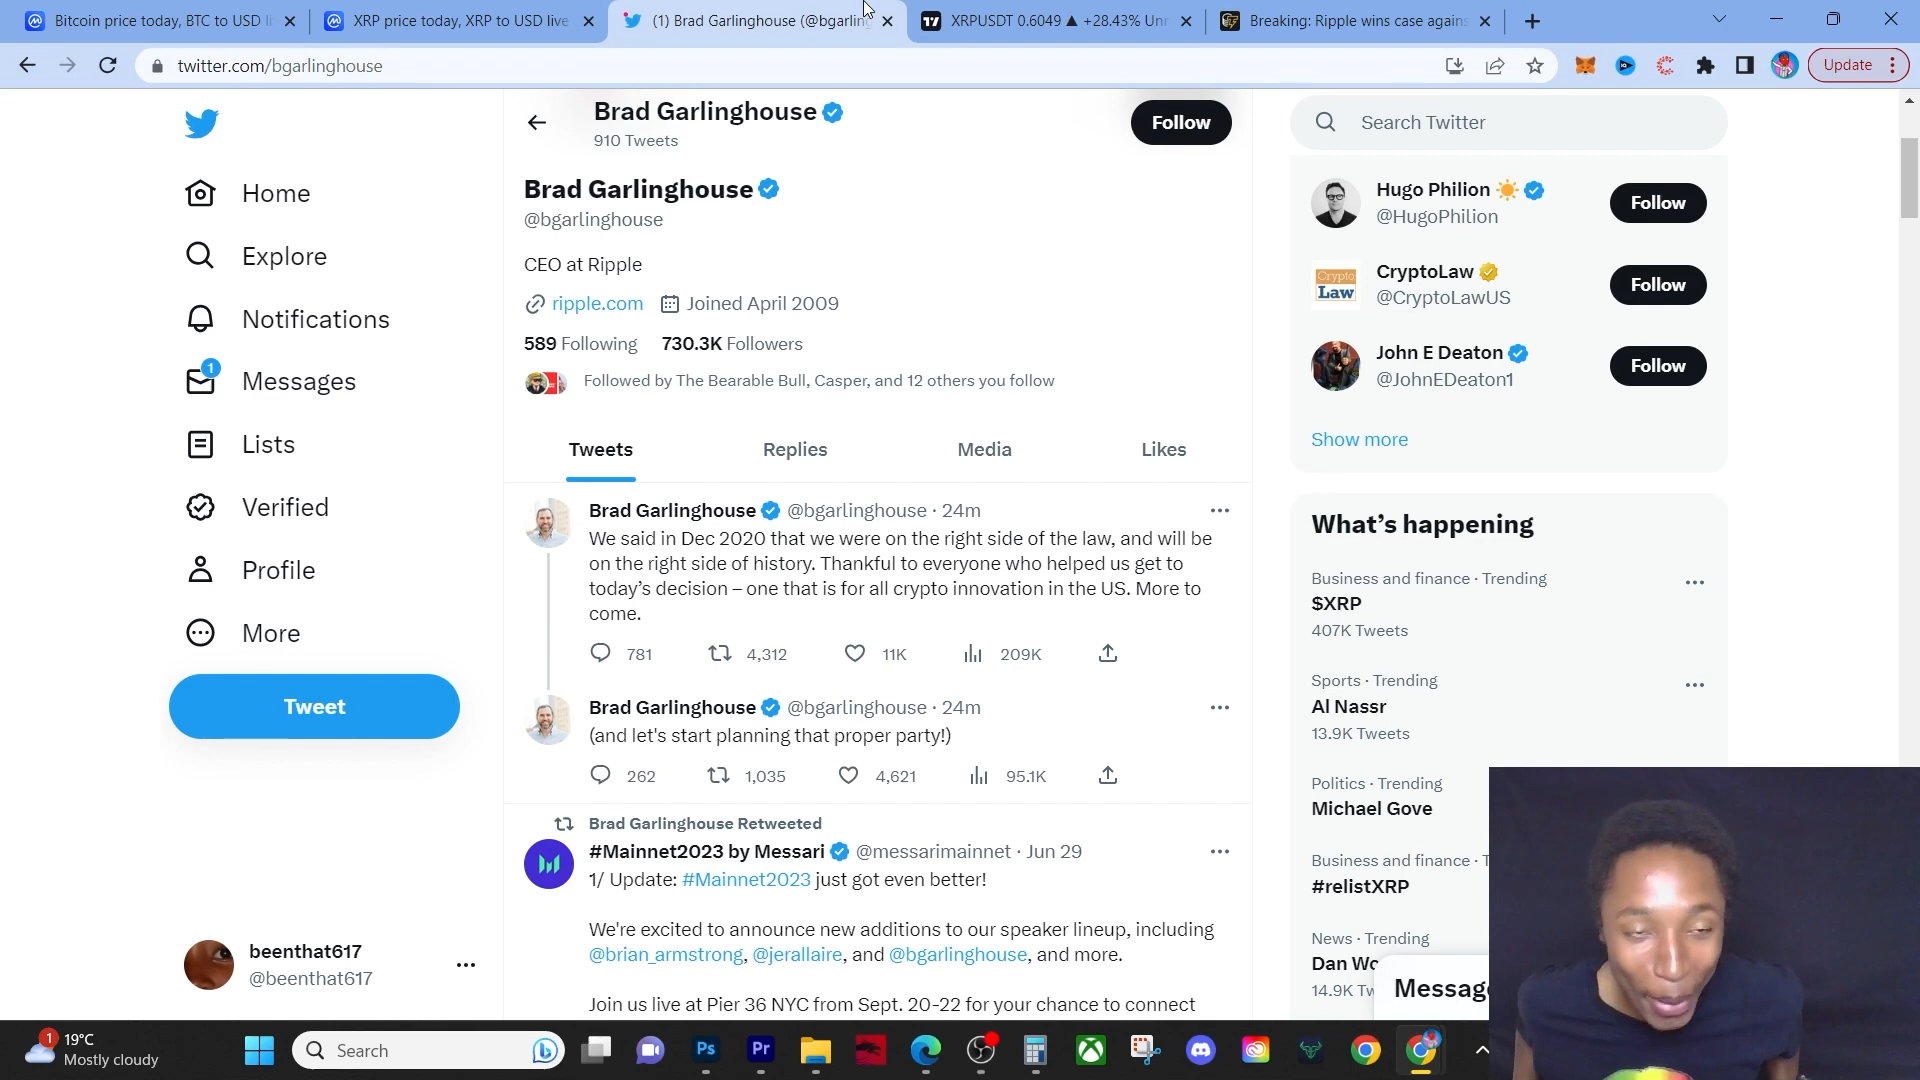 Bitcoin price today, BTC to USD li
XRP price today, XRP to USD live
(1) Brad Garlinghouse (@bgarling
XRPUSDT 0.6049 ▲ +28.43% Unn
Breaking: Ripple wins case agains
twitter.com/bgarlinghouse
Update
Brad Garlinghouse
910 Tweets
Follow
Brad Garlinghouse
@bgarlinghouse
CEO at Ripple
ripple.com Joined April 2009
589 Following 730.3K Followers
Followed by The Bearable Bull, Casper, and 12 others you follow
Tweets Replies Media Likes
Brad Garlinghouse @bgarlinghouse · 24m
We said in Dec 2020 that we were on the right side of the law, and will be
on the right side of history. Thankful to everyone who helped us get to
today’s decision – one that is for all crypto innovation in the US. More to
come.
781 4,312 11K 209K
Brad Garlinghouse @bgarlinghouse · 24m
(and let's start planning that proper party!)
262 1,035 4,621 95.1K
Brad Garlinghouse Retweeted
#Mainnet2023 by Messari @messarimainnet · Jun 29
1/ Update: #Mainnet2023 just got even better!
We're excited to announce new additions to our speaker lineup, including
@brian_armstrong, @jerallaire, and @bgarlinghouse, and more.
Join us live at Pier 36 NYC from Sept. 20-22 for your chance to connect
Home
Explore
Notifications
1
Messages
Lists
Verified
Profile
More
Tweet
beenthat617
@beenthat617
Search Twitter
Hugo Philion
@HugoPhilion
Follow
Crypto
Law
CryptoLaw
@CryptoLawUS
Follow
John E Deaton
@JohnEDeaton1
Follow
Show more
What’s happening
Business and finance · Trending
$XRP
407K Tweets
Sports · Trending
Al Nassr
13.9K Tweets
Politics · Trending
Michael Gove
Business and finance · T
#relistXRP
News · Trending
Dan Wo
14.9K Tw
Messag
1
19°C
Mostly cloudy
Search
Ps
Pr